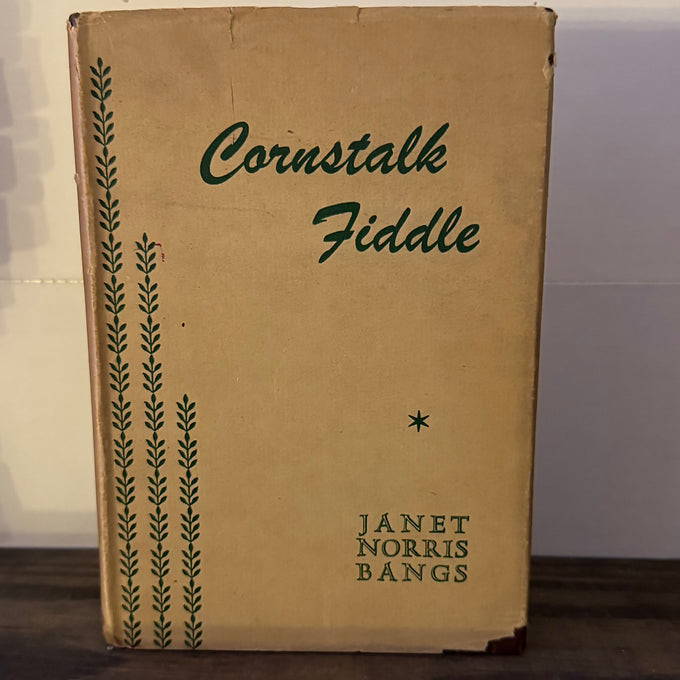 Cornstalk
Fiddle
JANET
NORRIS
BANGS